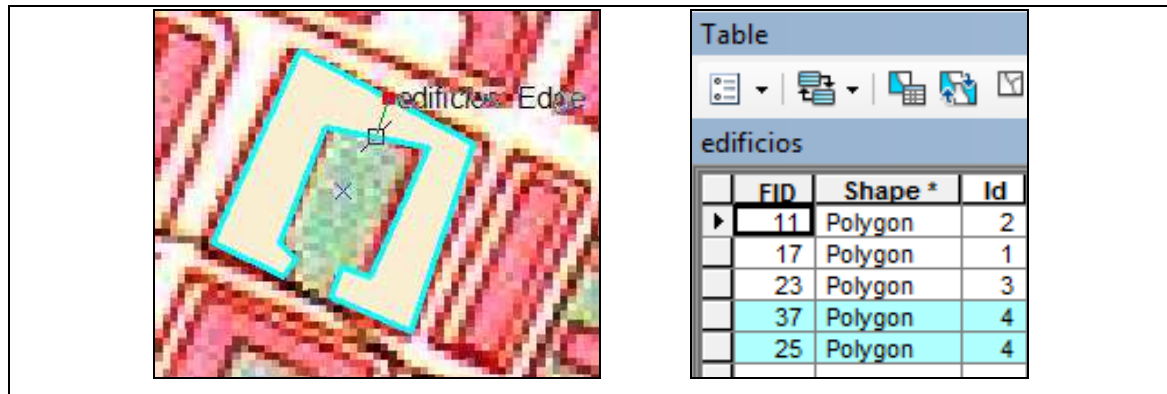 edificios: Edge
Table
edificios
FID Shape * Id
11 Polygon 2
17 Polygon 1
23 Polygon 3
37 Polygon 4
25 Polygon 4